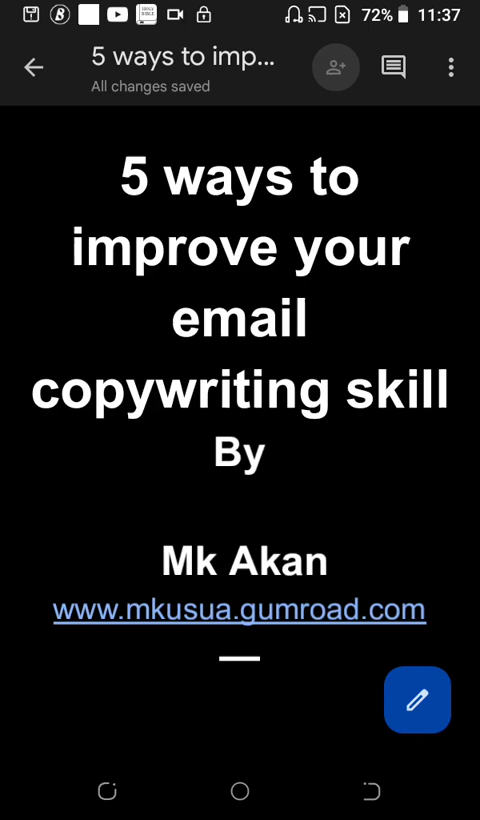 72% 11:37
5 ways to imp...
All changes saved
5 ways to
improve your
email
copywriting skill
By
Mk Akan
www.mkusua.gumroad.com